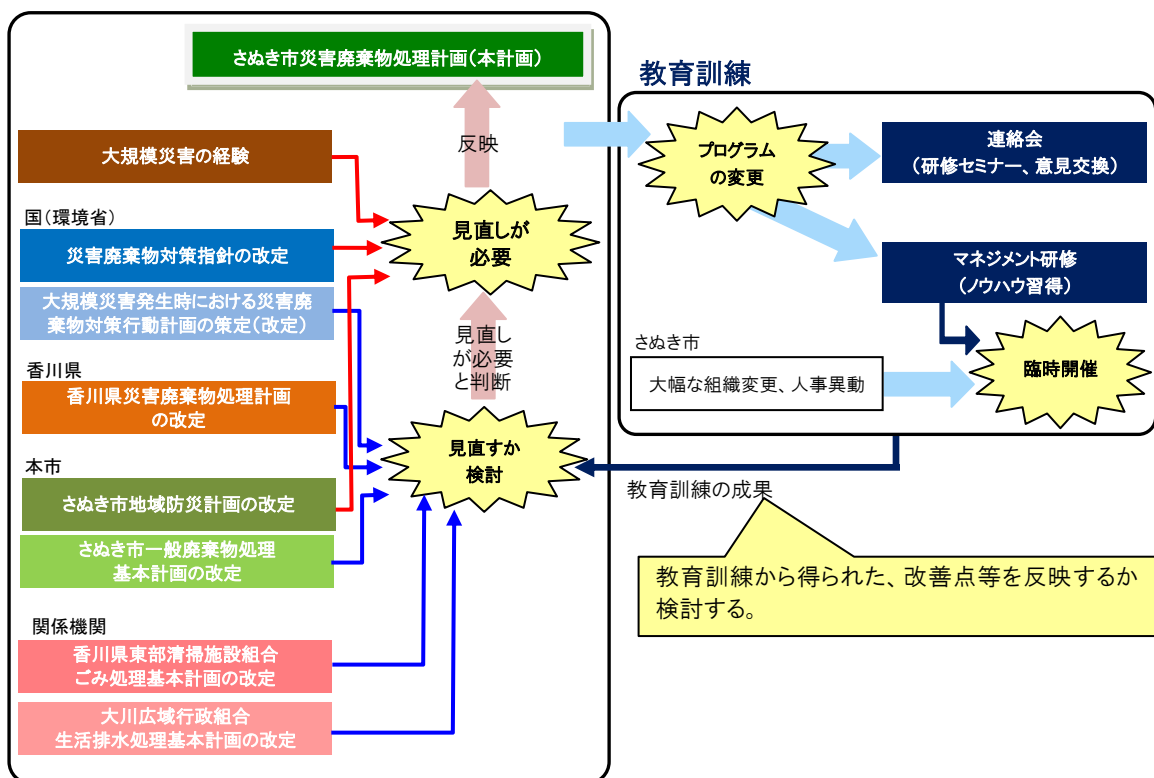 さぬき市災害廃棄物処理計画(本計画)
反映
大規模災害の経験
国(環境省)
災害廃棄物対策指針の改定
大規模災害発生時における災害廃
棄物対策行動計画の策定(改定)
見直しが
必要
見直し
が必要
と判断
香川県
香川県災害廃棄物処理計画
の改定
見直すか
検討
本市
さぬき市地域防災計画の改定
さぬき市一般廃棄物処理
基本計画の改定
関係機関
香川県東部清掃施設組合
ごみ処理基本計画の改定
大川広域行政組合
生活排水処理基本計画の改定
教育訓練
プログラム
の変更
連絡会
(研修セミナー、意見交換)
マネジメント研修
(ノウハウ習得)
さぬき市
大幅な組織変更、人事異動
臨時開催
教育訓練の成果
教育訓練から得られた、改善点等を反映するか
検討する。